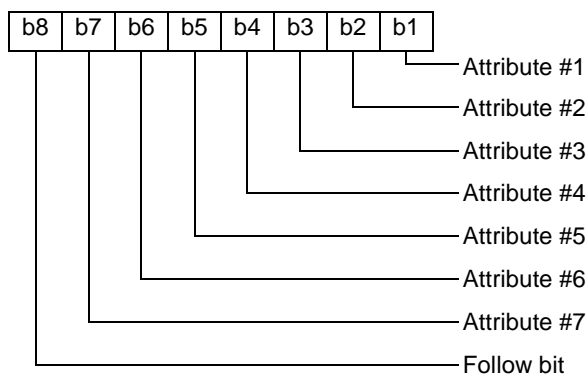 b8 b7 b6 b5 b4 b3 b2 b1
Attribute #1
Attribute #2
Attribute #3
Attribute #4
Attribute #5
Attribute #6
Attribute #7
Follow bit